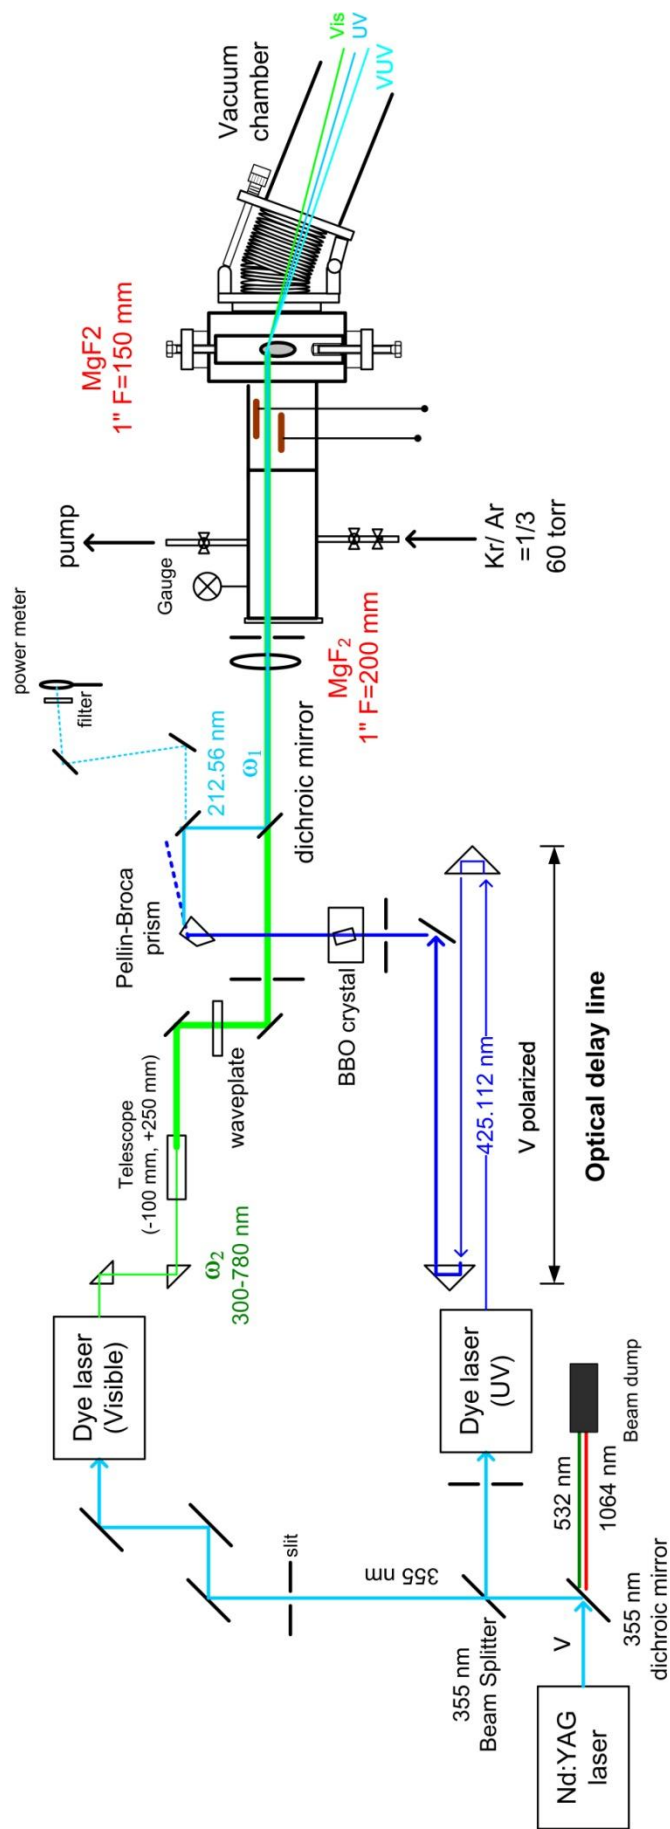 Vis
UV
VUV
Vacuum
chamber
MgF2
1" F=150 mm
pump
Gauge
Kr/ Ar
=1/3
60 torr
power meter
filter
MgF₂
1" F=200 mm
212.56 nm
ω₁
dichroic mirror
Pellin-Broca
prism
BBO crystal
waveplate
Telescope
(-100 mm, +250 mm)
ω₂
300-780 nm
425.112 nm
V polarized
Optical delay line
Dye laser
(Visible)
Dye laser
(UV)
Beam dump
532 nm
1064 nm
slit
355 nm
355 nm
Beam Splitter
V
355 nm
dichroic mirror
Nd:YAG
laser